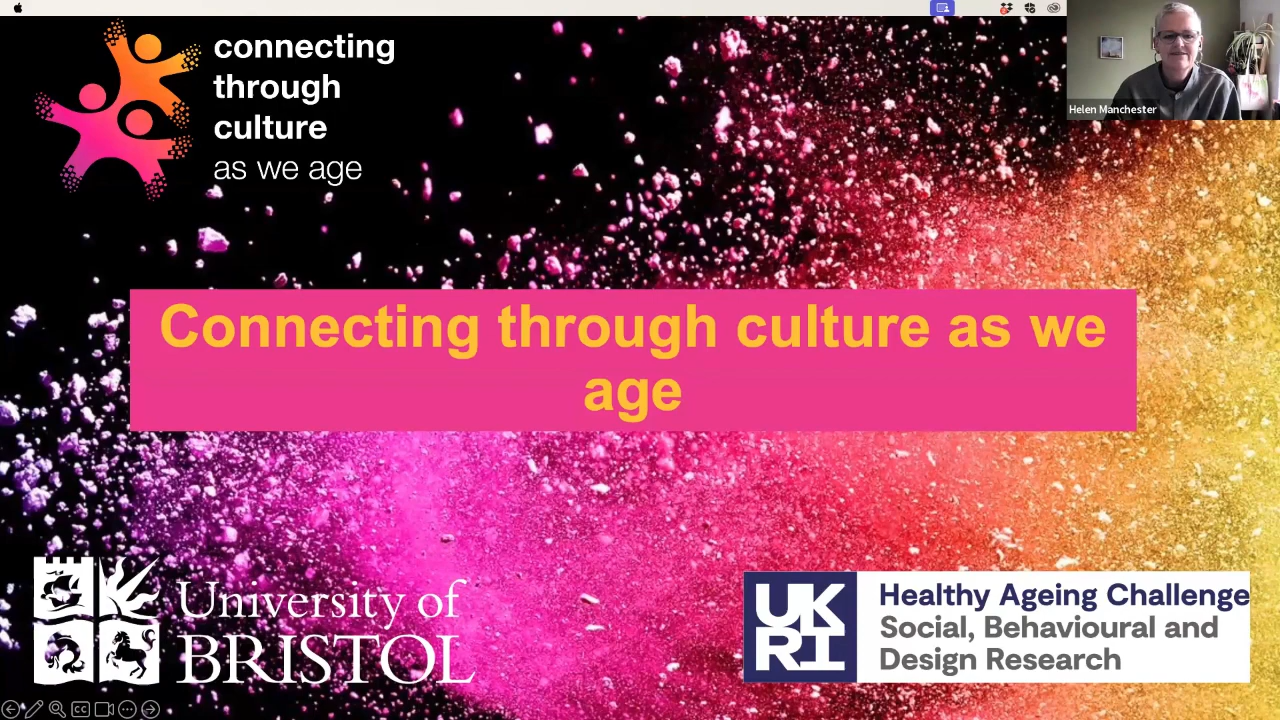 connecting
through
culture
as we age
Helen Manchester
Connecting through culture as we
age
University of
BRISTOL
UK
RI
Healthy Ageing Challenge
Social, Behavioural and
Design Research
CC